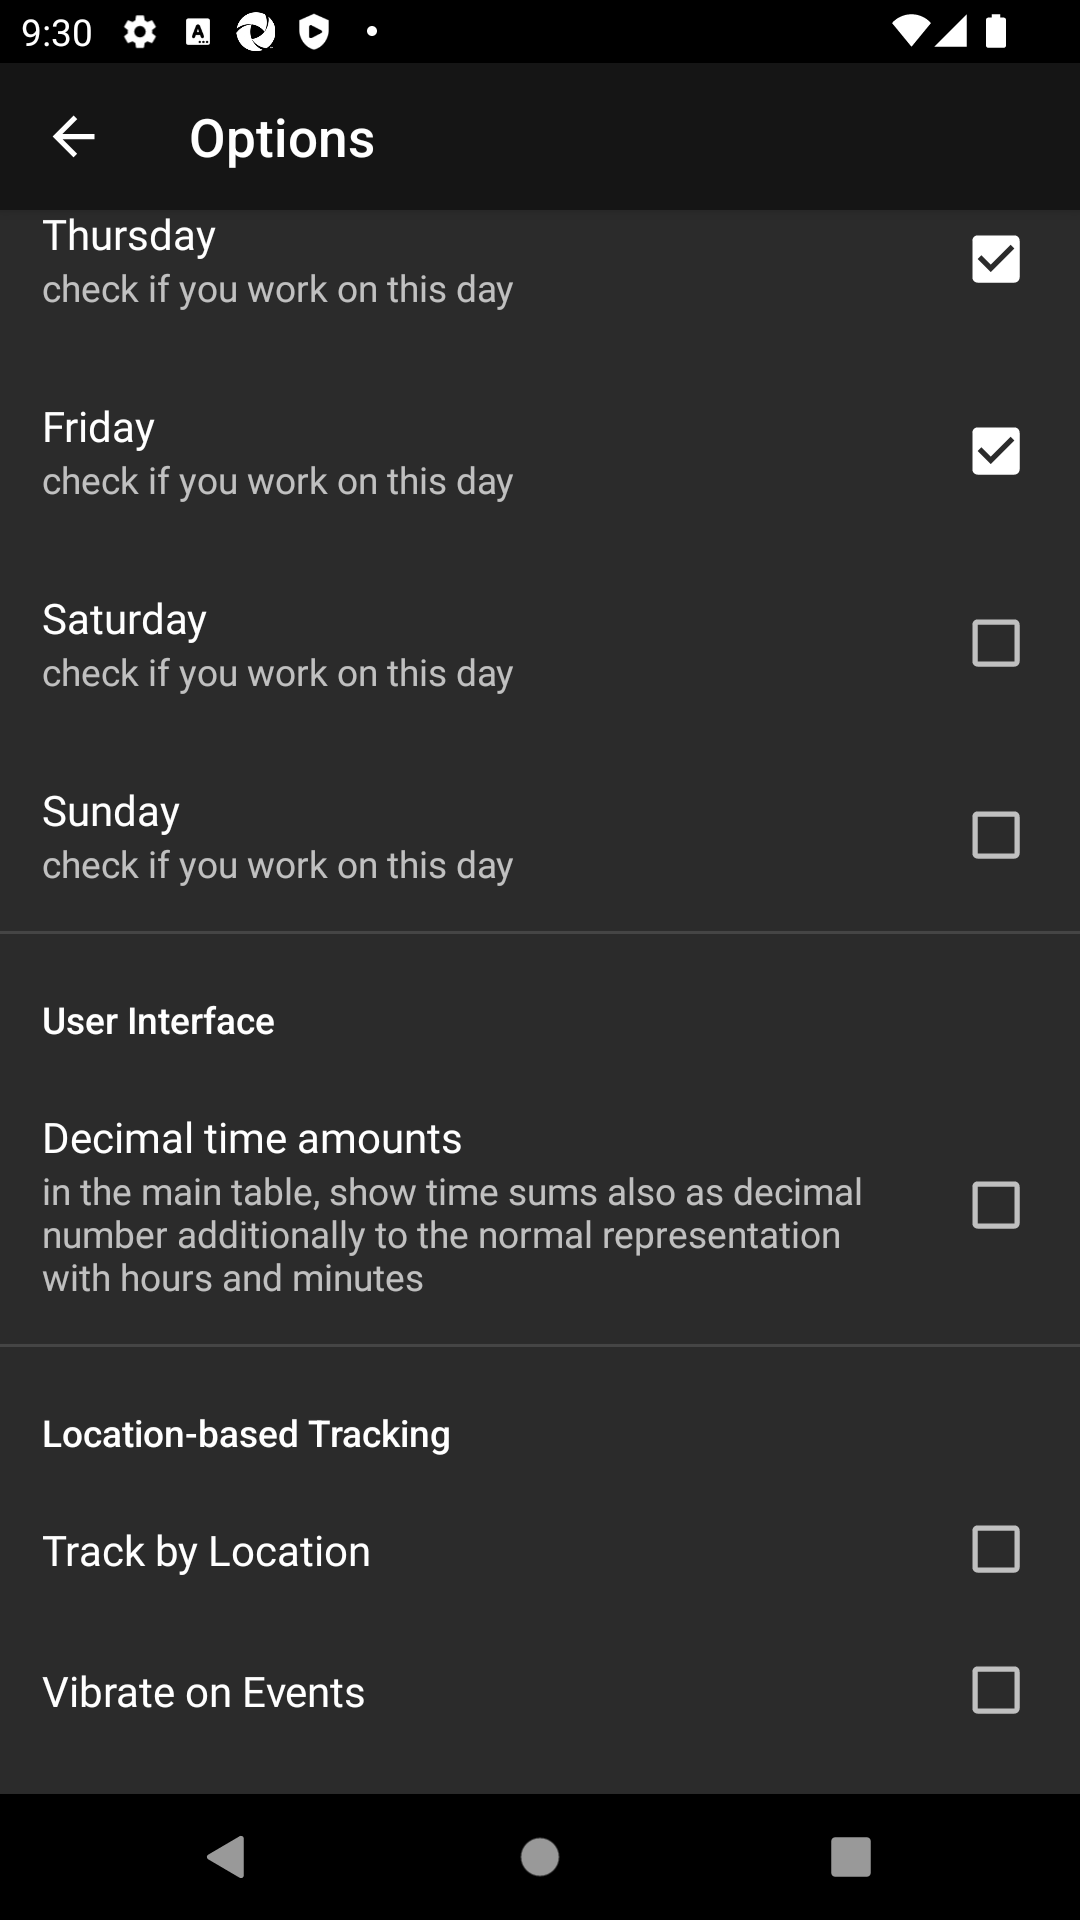 9:30
Options
Thursday
check if you work on this day
Friday
check if you work on this day
Saturday
check if you work on this day
Sunday
check if you work on this day
User Interface
Decimal time amounts
in the main table, show time sums also as decimal
number additionally to the normal representation
with hours and minutes
Location-based Tracking
Track by Location
Vibrate on Events